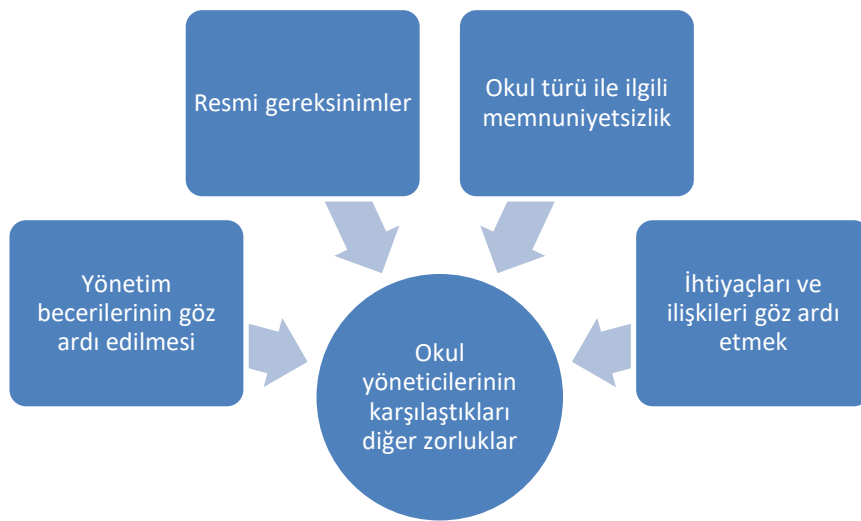 Resmi gereksinimler
Okul türü ile ilgili
memnuniyetsizlik
Yönetim
becerilerinin göz
ardı edilmesi
İhtiyaçları ve
ilişkileri göz ardı
etmek
Okul
yöneticilerinin
karşılaştıkları
diğer zorluklar